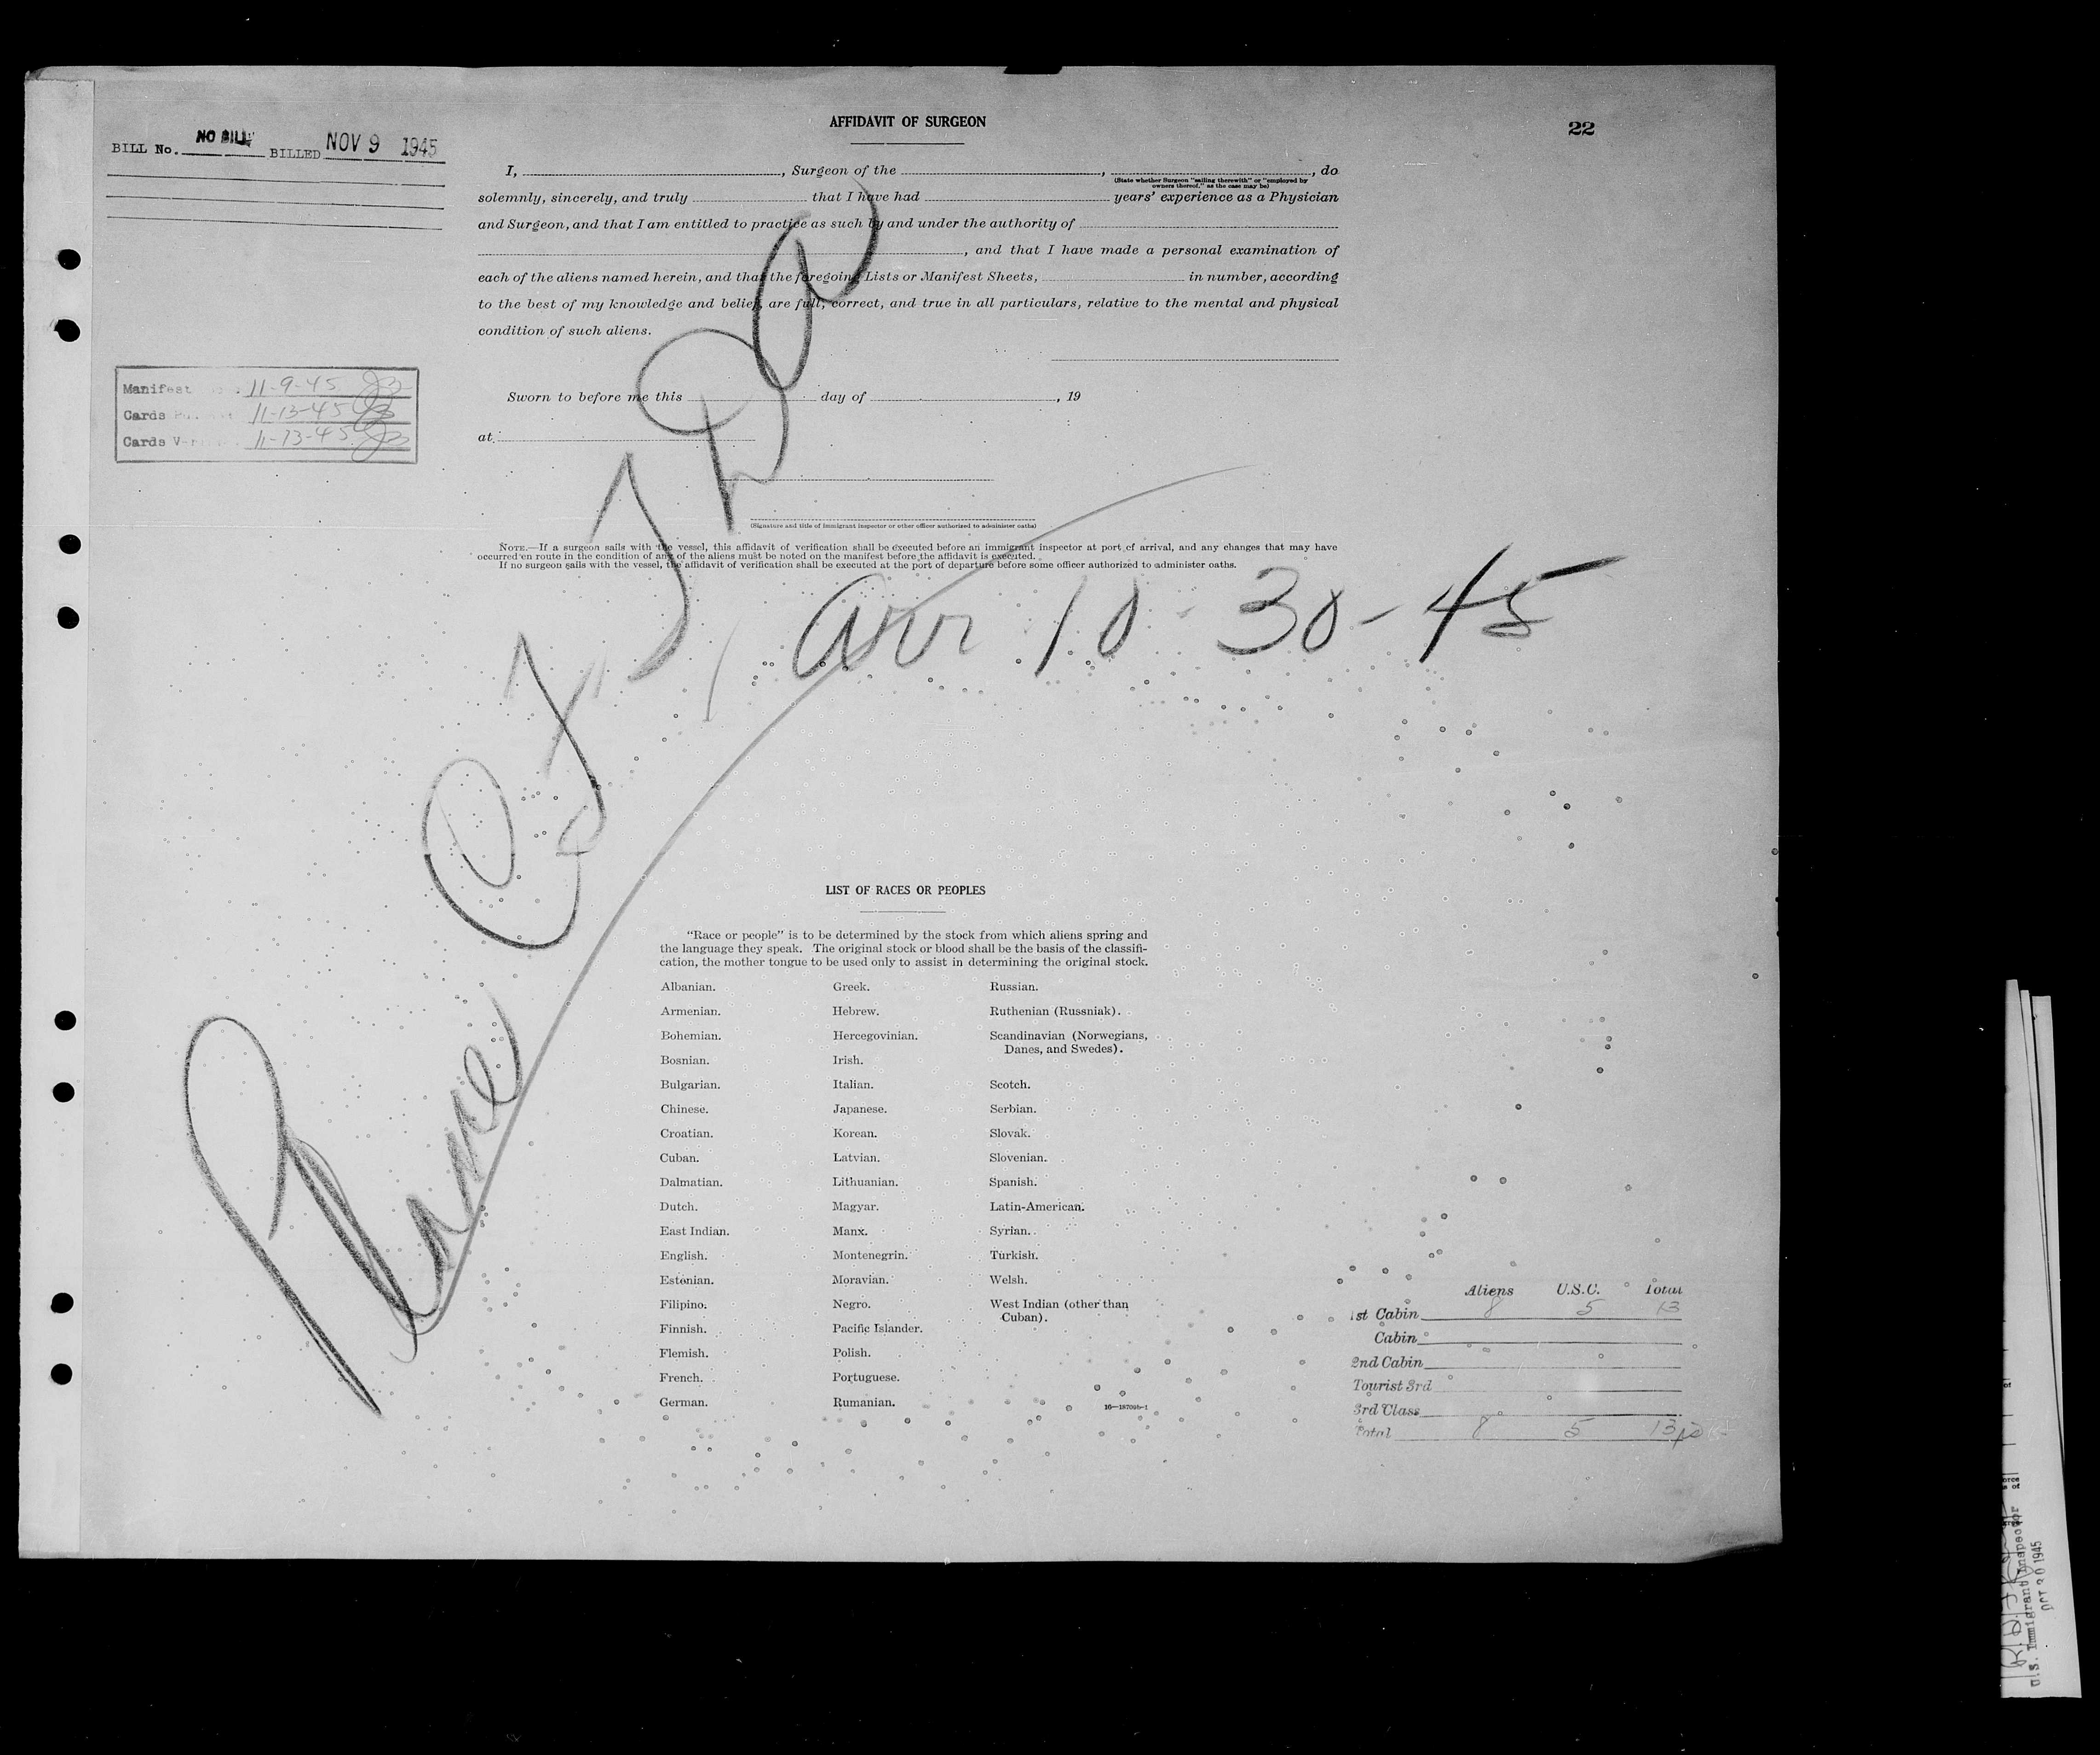 AFFIDAVIT OF SURGEON
22
BILL No. NO BILL BILLED NOV 9 1945
I, , Surgeon of the , , do
(State whether Surgeon "sailing therewith" or "employed by
owners thereof," as the case may be)
solemnly, sincerely, and truly that I have had years' experience as a Physician
and Surgeon, and that I am entitled to practice as such by and under the authority of
, and that I have made a personal examination of
each of the aliens named herein, and that the foregoing Lists or Manifest Sheets, in number, according
to the best of my knowledge and belief, are full, correct, and true in all particulars, relative to the mental and physical
condition of such aliens.
Manifest 11-9-45
Cards 11-13-45
Cards 11-13-45
Sworn to before me this day of , 19
at
(Signature and title of immigrant inspector or other officer authorized to administer oaths)
NOTE.—If a surgeon sails with the vessel, this affidavit of verification shall be executed before an immigrant inspector at port of arrival, and any changes that may have
occurred en route in the condition of any of the aliens must be noted on the manifest before the affidavit is executed.
If no surgeon sails with the vessel, the affidavit of verification shall be executed at the port of departure before some officer authorized to administer oaths.
Plane
arr 10-30-45
LIST OF RACES OR PEOPLES
"Race or people" is to be determined by the stock from which aliens spring and
the language they speak. The original stock or blood shall be the basis of the classifi-
cation, the mother tongue to be used only to assist in determining the original stock.
Albanian.
Armenian.
Bohemian.
Bosnian.
Bulgarian.
Chinese.
Croatian.
Cuban.
Dalmatian.
Dutch.
East Indian.
English.
Estonian.
Filipino.
Finnish.
Flemish.
French.
German.
Greek.
Hebrew.
Hercegovinian.
Irish.
Italian.
Japanese.
Korean.
Latvian.
Lithuanian.
Magyar.
Manx.
Montenegrin.
Moravian.
Negro.
Pacific Islander.
Polish.
Portuguese.
Rumanian.
Russian.
Ruthenian (Russniak).
Scandinavian (Norwegians,
Danes, and Swedes).
Scotch.
Serbian.
Slovak.
Slovenian.
Spanish.
Latin-American.
Syrian.
Turkish.
Welsh.
West Indian (other than
Cuban).
Aliens U.S.C. Total
1st Cabin 8 5 13
Cabin
2nd Cabin
Tourist 3rd
3rd Class
Total 8 5 13
U.S. Immigrant Inspector
OCT 30 1945